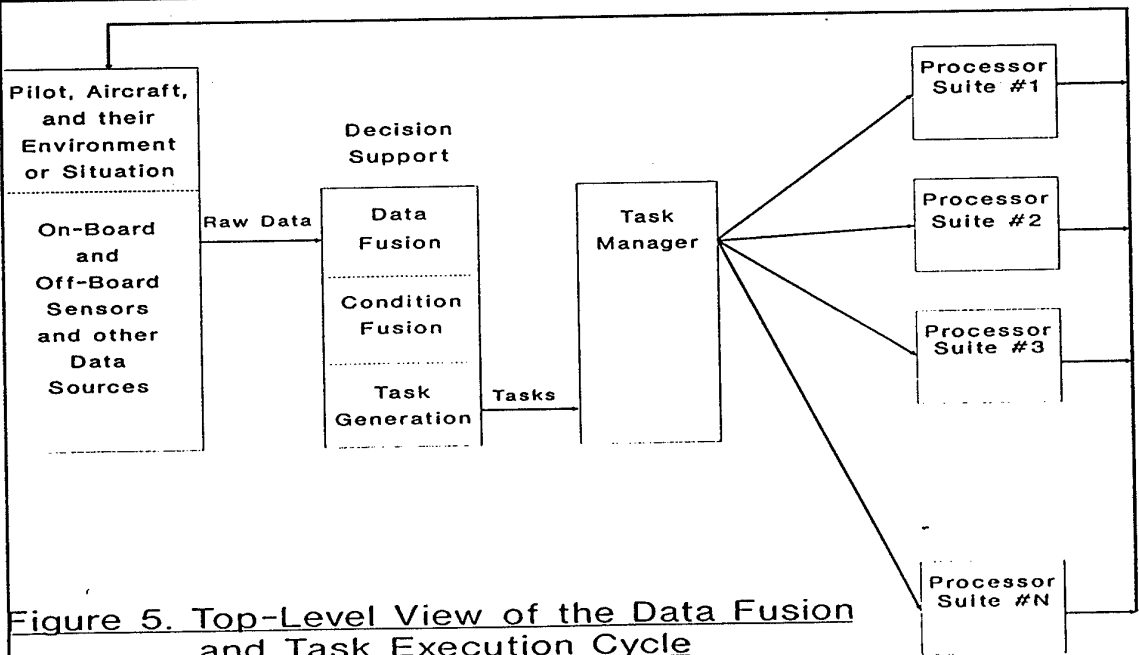 Pilot, Aircraft,
and their
Environment
or Situation
On-Board
and
Off-Board
Sensors
and other
Data
Sources
Raw Data
Decision
Support
Data
Fusion
Condition
Fusion
Task
Generation
Tasks
Task
Manager
Processor
Suite #1
Processor
Suite #2
Processor
Suite #3
Processor
Suite #N
Figure 5. Top-Level View of the Data Fusion
and Task Execution Cycle